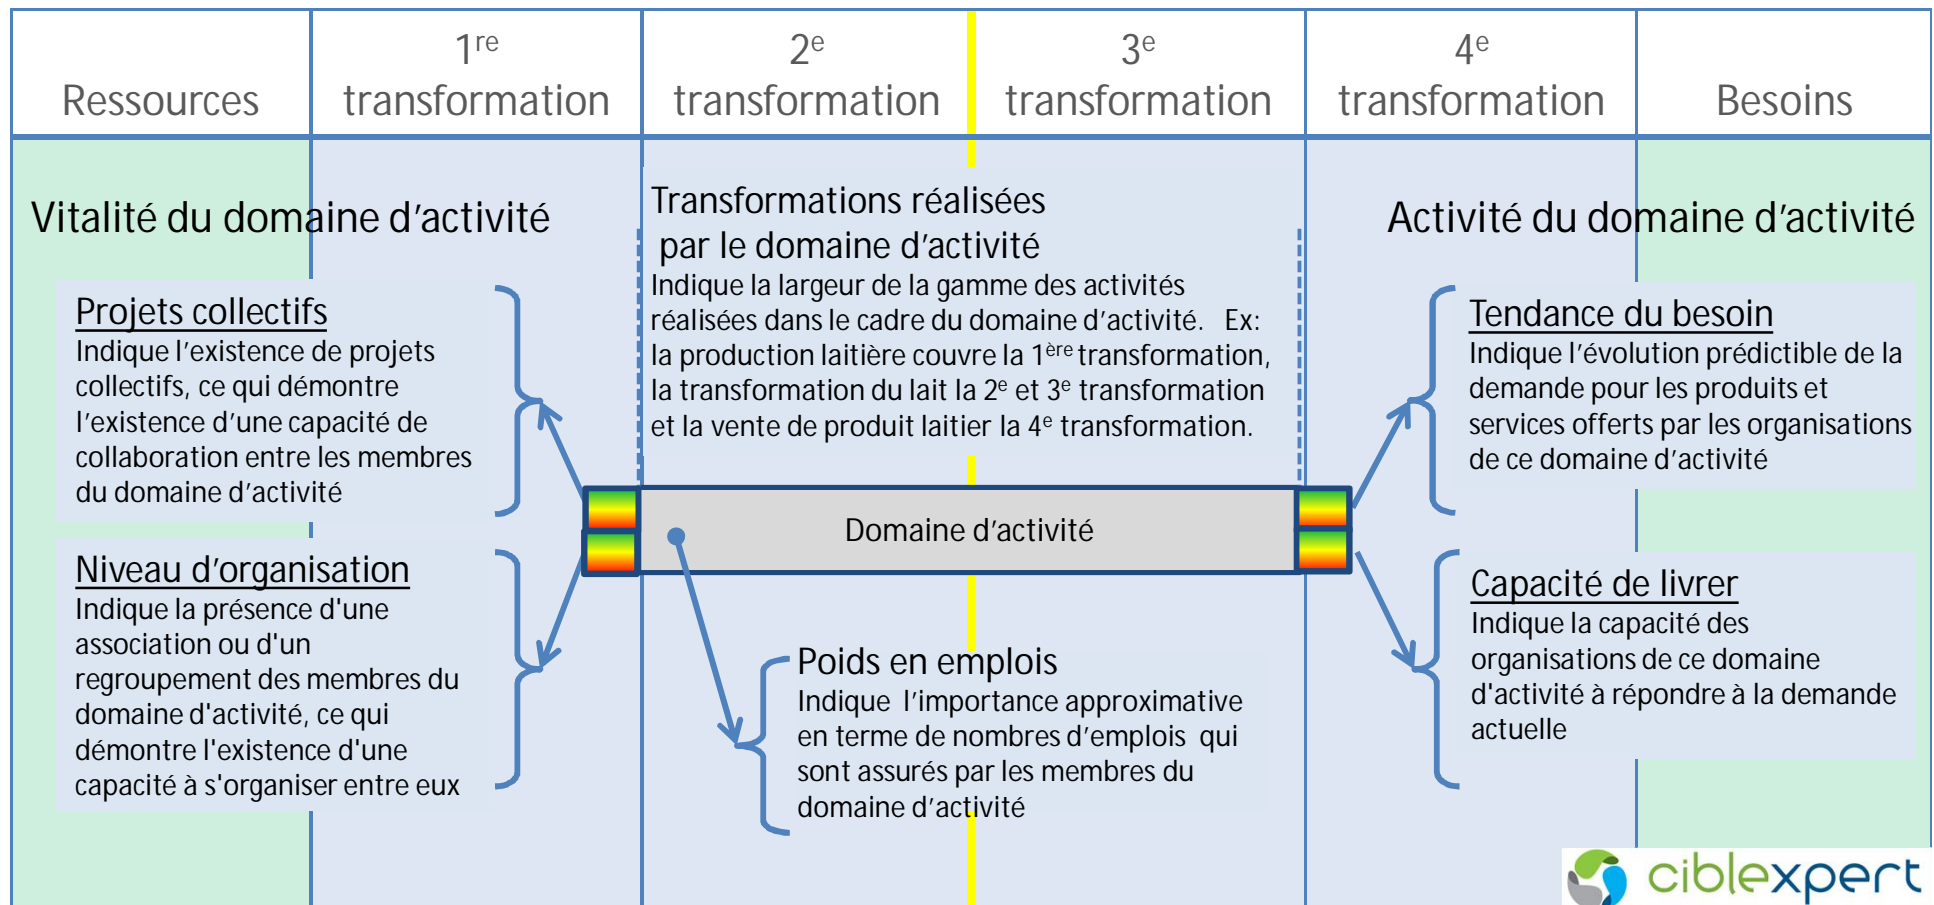 Ressources
1re
transformation
2e
transformation
3e
transformation
4e
transformation
Besoins
Vitalité du domaine d’activité
Projets collectifs
Indique l’existence de projets
collectifs, ce qui démontre
l’existence d’une capacité de
collaboration entre les membres
du domaine d’activité
Niveau d’organisation
Indique la présence d'une
association ou d'un
regroupement des membres du
domaine d'activité, ce qui
démontre l'existence d'une
capacité à s'organiser entre eux
Transformations réalisées
par le domaine d’activité
Indique la largeur de la gamme des activités
réalisées dans le cadre du domaine d’activité. Ex:
la production laitière couvre la 1ère transformation,
la transformation du lait la 2e et 3e transformation
et la vente de produit laitier la 4e transformation.
Domaine d’activité
Poids en emplois
Indique l’importance approximative
en terme de nombres d’emplois qui
sont assurés par les membres du
domaine d’activité
Activité du domaine d’activité
Tendance du besoin
Indique l’évolution prédictible de la
demande pour les produits et
services offerts par les organisations
de ce domaine d’activité
Capacité de livrer
Indique la capacité des
organisations de ce domaine
d'activité à répondre à la demande
actuelle
ciblexpert